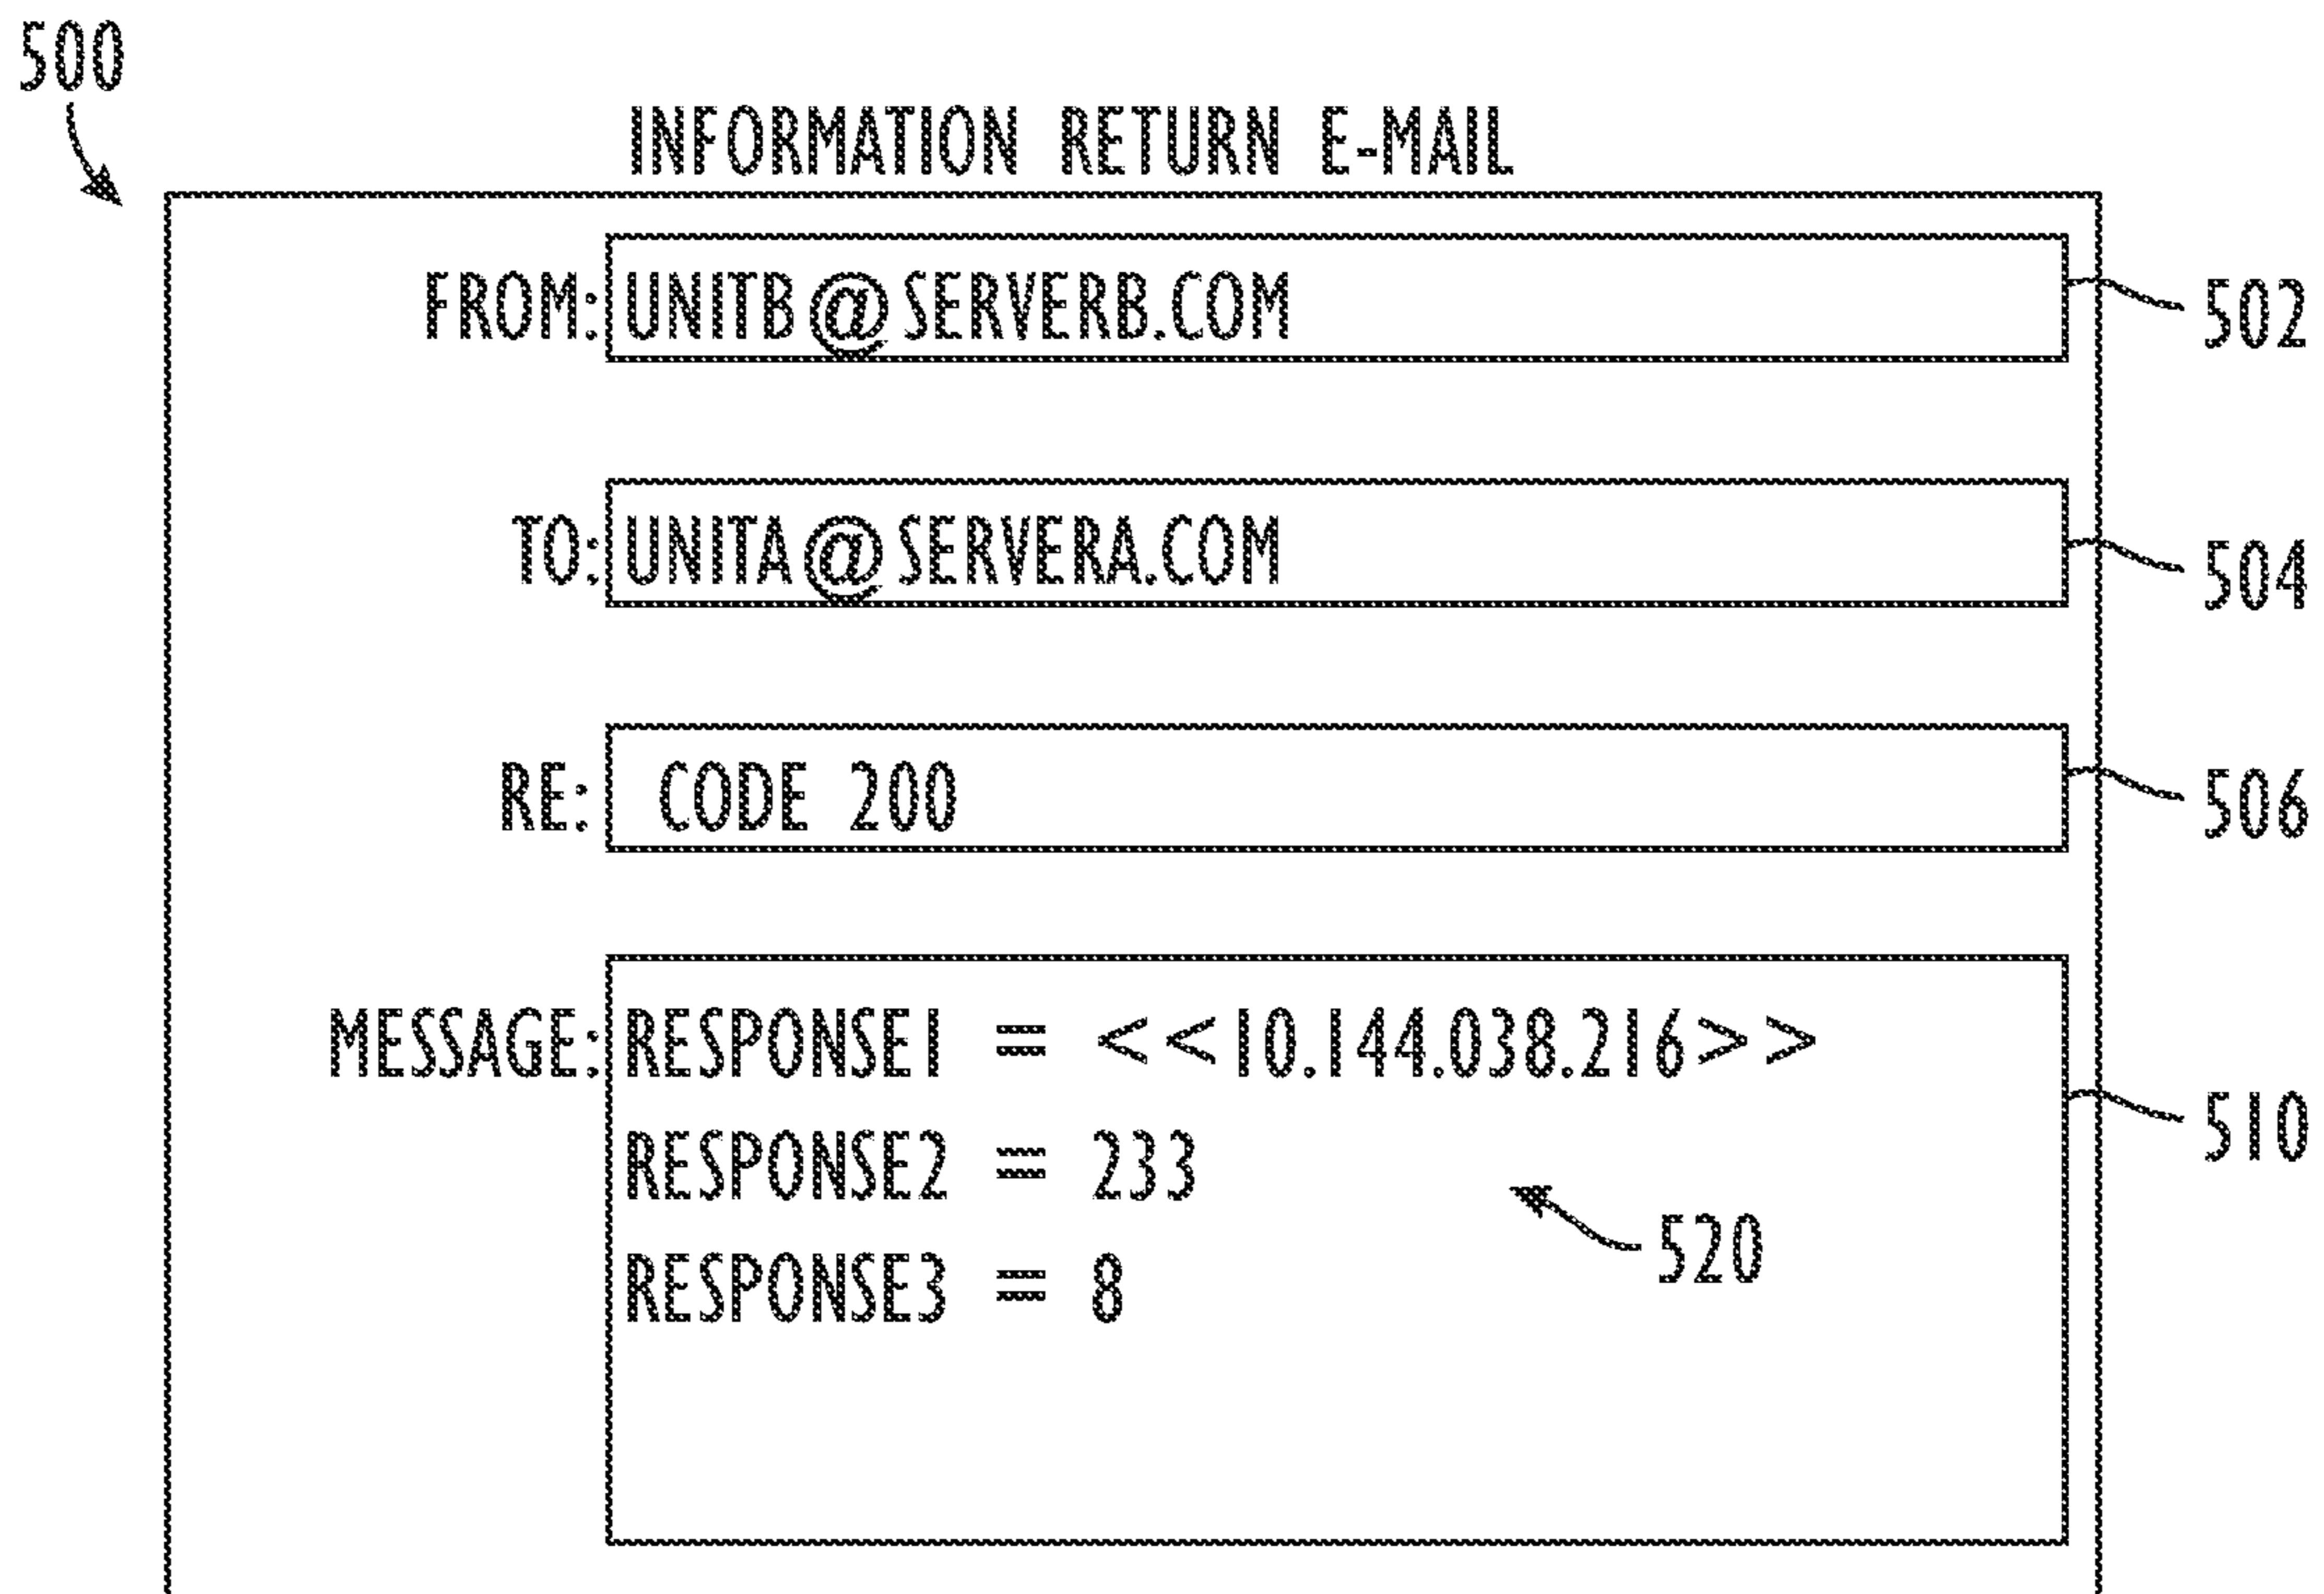 500
INFORMATION RETURN E-MAIL
FROM: UNITB@SERVERB.COM
502
TO: UNITA@SERVERA.COM
504
RE: CODE 200
506
MESSAGE: RESPONSE1 = <<10.144.038.216>>
510
RESPONSE2 = 233
520
RESPONSE3 = 8